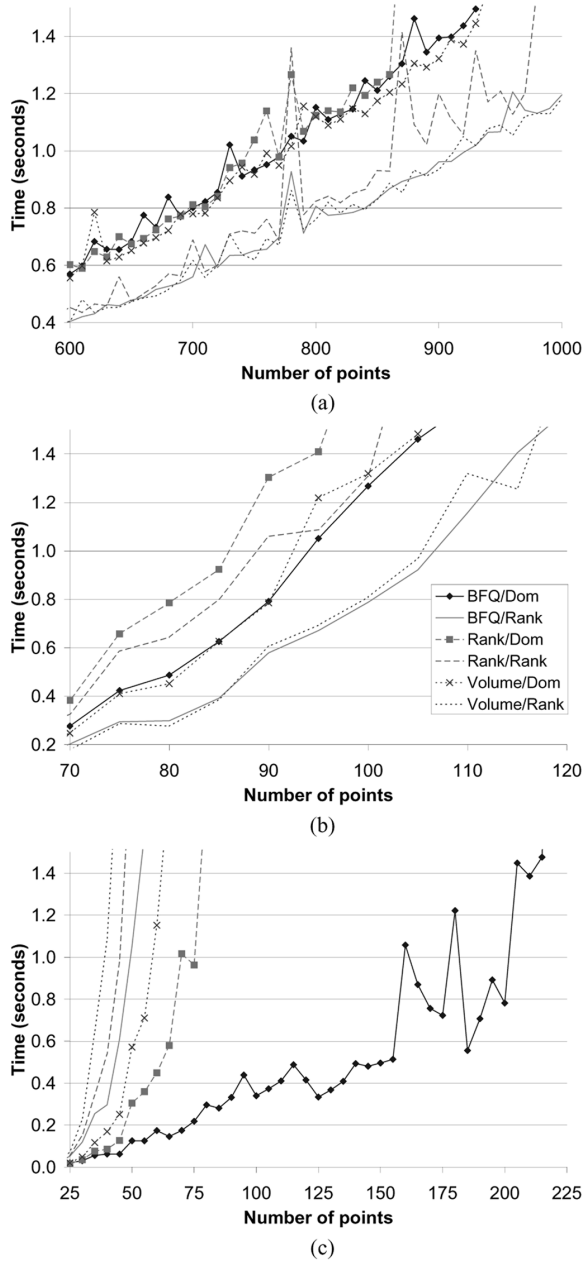 1.4
1.2
1.0
0.8
0.6
0.4
Time (seconds)
600 700 800 900 1000
Number of points
(a)
1.4
1.2
1.0
0.8
0.6
0.4
0.2
Time (seconds)
BFQ/Dom
BFQ/Rank
Rank/Dom
Rank/Rank
Volume/Dom
Volume/Rank
70 80 90 100 110 120
Number of points
(b)
1.4
1.2
1.0
0.8
0.6
0.4
0.2
0.0
Time (seconds)
25 50 75 100 125 150 175 200 225
Number of points
(c)